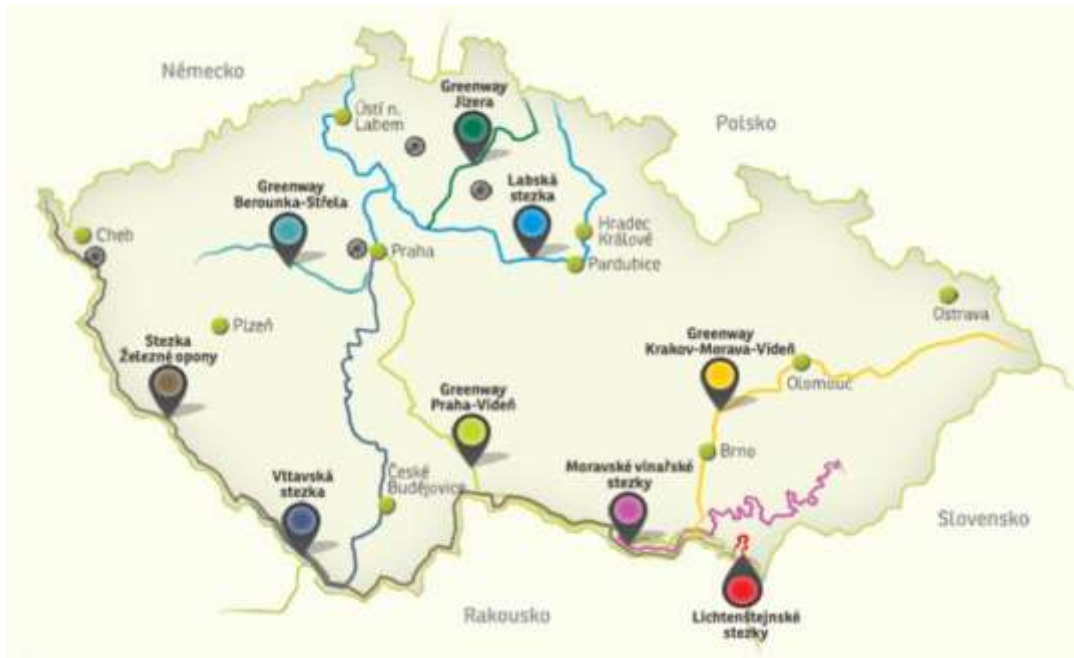 Německo
Greenway
Jizera
Ústí n.
Labem
Polsko
Greenway
Berounka-Střela
Labská
stezka
Cheb
Hradec
Králové
Praha
Pardubice
Ostrava
Plzeň
Stezka
Železné opony
Greenway
Krakov-Morava-Vídeň
Olomouc
Greenway
Praha-Vídeň
Brno
Moravské vinařské
stezky
Vltavská
stezka
České
Budějovice
Slovensko
Rakousko
Lichtenštejnské
stezky